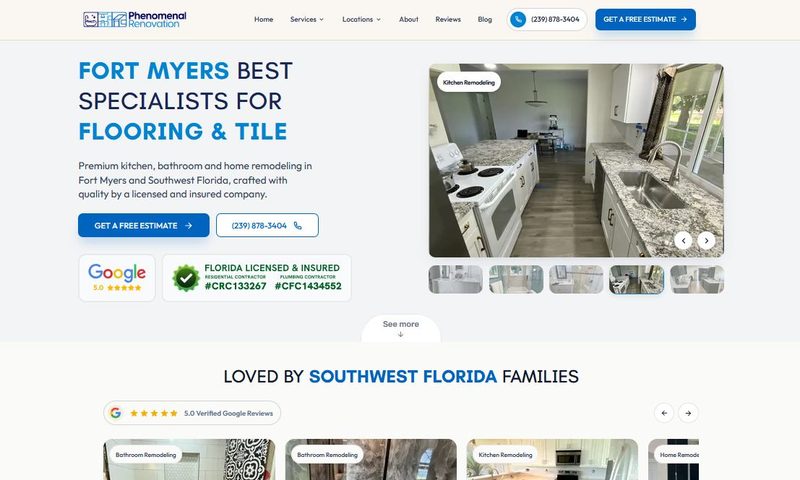 Phenomenal
Renovation
Home
Services
Locations
About
Reviews
Blog
(239) 878-3404
GET A FREE ESTIMATE
FORT MYERS BEST
SPECIALISTS FOR
FLOORING & TILE
Premium kitchen, bathroom and home remodeling in
Fort Myers and Southwest Florida, crafted with
quality by a licensed and insured company.
GET A FREE ESTIMATE
(239) 878-3404
Google
5.0
FLORIDA LICENSED & INSURED
RESIDENTIAL CONTRACTOR PLUMBING CONTRACTOR
#CRC133267 #CFC1434552
Kitchen Remodeling
See more
LOVED BY SOUTHWEST FLORIDA FAMILIES
5.0 Verified Google Reviews
Bathroom Remodeling
Bathroom Remodeling
Kitchen Remodeling
Home Remode